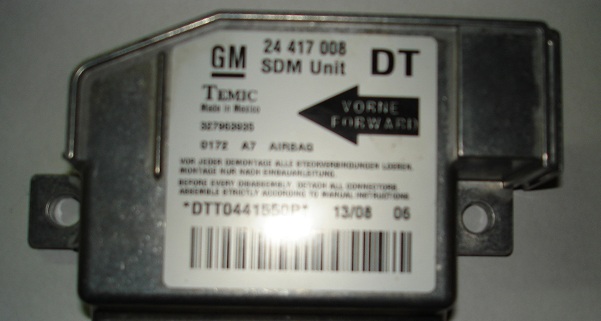 GM 24 417 008 DT
SDM Unit
TEMIC
Made in Mexico
VORNE
FORWARD
327963935
0172 A7 AIRBAG
VOR JEDER DEMONTAGE ALLE STECKVERBINDUNGEN LOESEN.
MONTAGE NUR NACH EINBAUANLEITUNG.
BEFORE EVERY DISASSEMBLY DETACH ALL CONNECTORS.
ASSEMBLE STRICTLY ACCORDING TO MANUAL INSTRUCTIONS
*DTT0441550P* 13/08 06